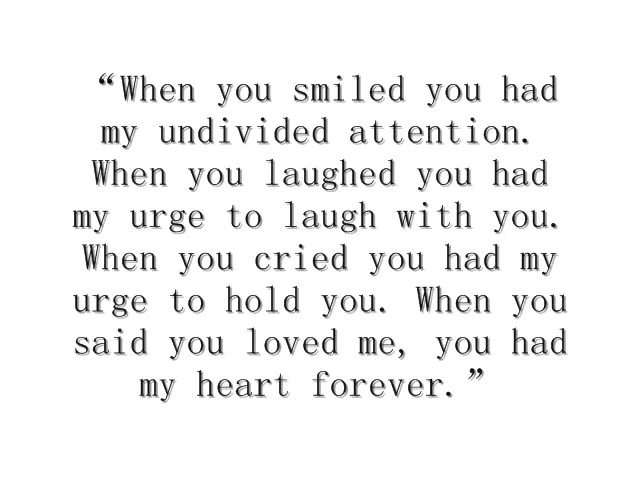 “When you smiled you had
my undivided attention.
When you laughed you had
my urge to laugh with you.
When you cried you had my
urge to hold you. When you
said you loved me, you had
my heart forever.”